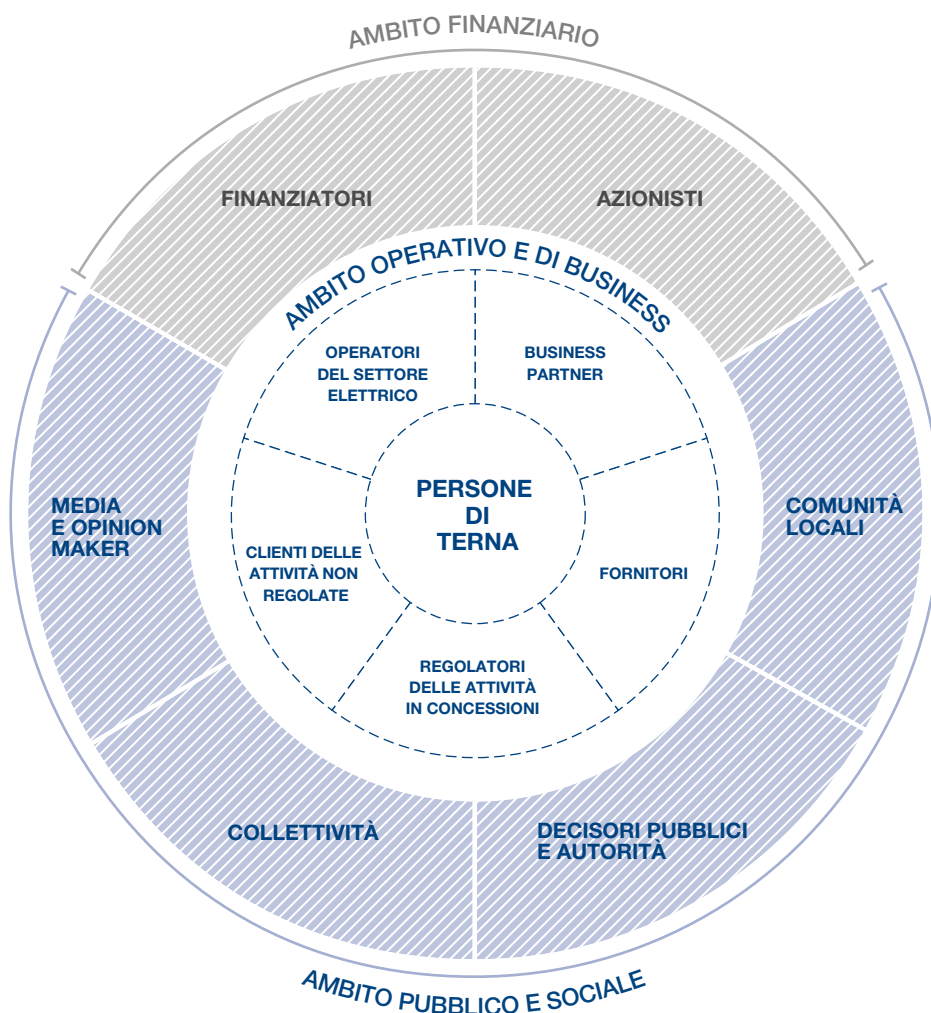 AMBITO FINANZIARIO
FINANZIATORI
AZIONISTI
AMBITO OPERATIVO E DI BUSINESS
OPERATORI
DEL SETTORE
ELETTRICO
BUSINESS
PARTNER
PERSONE
DI
TERNA
MEDIA
E OPINION
MAKER
COMUNITÀ
LOCALI
CLIENTI DELLE
ATTIVITÀ NON
REGOLATE
FORNITORI
REGOLATORI
DELLE ATTIVITÀ
IN CONCESSIONI
COLLETTIVITÀ
DECISORI PUBBLICI
E AUTORITÀ
AMBITO PUBBLICO E SOCIALE